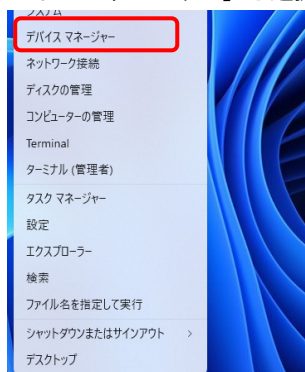 システム
デバイス マネージャー
ネットワーク接続
ディスクの管理
コンピューターの管理
Terminal
ターミナル (管理者)
タスク マネージャー
設定
エクスプローラー
検索
ファイル名を指定して実行
シャットダウンまたはサインアウト
デスクトップ